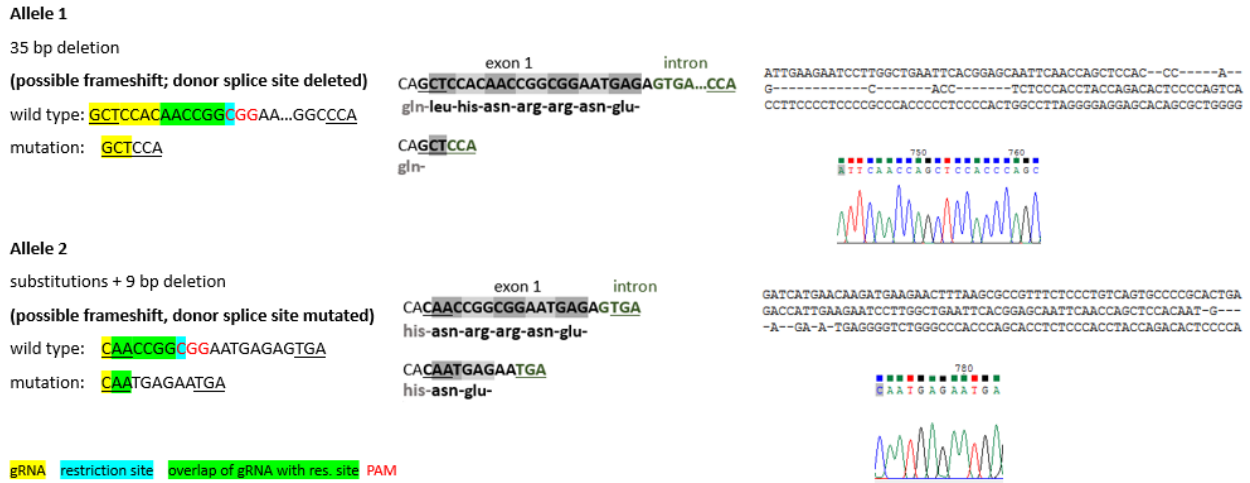 Allele 1
35 bp deletion
(possible frameshift; donor splice site deleted)
wild type: GCTCCACAACCGGCGGAA...GGCCCA
mutation: GCTCCA
exon 1 intron
CAGCTCCACAACCGGCGGAATGAGAGTGA...CCA
gln-leu-his-asn-arg-arg-asn-glu-
CAGCTCCA
gln-
ATTGAAGAATCCTTGGCTGAATTCACGGAGCAATTCAACCAGCTCCAC--CC-----A--
G------------C------ACC-------TCTCCCACCTACCAGACACTCCCCAGTCA
CCTTCCCCTCCCCGCCCACCCCCTCCCCACTGGCCTTAGGGGAGGAGCACAGCGCTGGGG
750 760
ATTCAACCAGCTCCACCCAGC
Allele 2
substitutions + 9 bp deletion
(possible frameshift, donor splice site mutated)
wild type: CAACCGGCGGAATGAGAGTGA
mutation: CAATGAGAATGA
exon 1 intron
CACAACCGGCGGAATGAGAGTGA
his-asn-arg-arg-asn-glu-
CACAATGAGAATGA
his-asn-glu-
GATCATGAACAAGATGAAGAACTTTAAGCGCCGTTTCTCCCTGTCAGTGCCCCGCACTGA
GACCATTGAAGAATCCTTGGCTGAATTCACGGAGCAATTCAACCAGCTCCACAAT-G---
-A--GA-A-TGAGGGGTCTGGGCCCACCCAGCACCTCTCCCACCTACCAGACACTCCCCA
780
CAATGAGAATGA
gRNA restriction site overlap of gRNA with res. site PAM